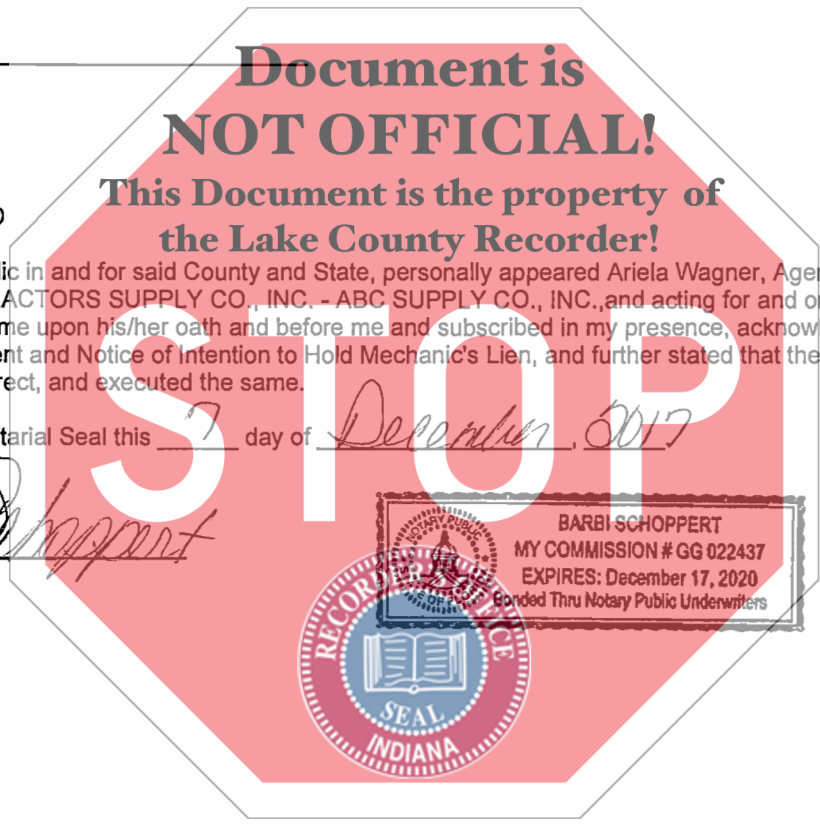 Document is
NOT OFFICIAL!
This Document is the property of
the Lake County Recorder!
ic in and for said County and State, personally appeared Ariela Wagner, Agen
ACTORS SUPPLY CO., INC. - ABC SUPPLY CO., INC.,and acting for and o
me upon his/her oath and before me and subscribed in my presence, acknow
ent and Notice of Intention to Hold Mechanic's Lien, and further stated that the
rect, and executed the same.
STOP
tarial Seal this 7 day of December, 2017
Schoppert
NOTARY PUBLIC
BARBI SCHOPPERT
MY COMMISSION # GG 022437
EXPIRES: December 17, 2020
Bonded Thru Notary Public Underwriters
RECORDER OFFICE
SEAL
INDIANA